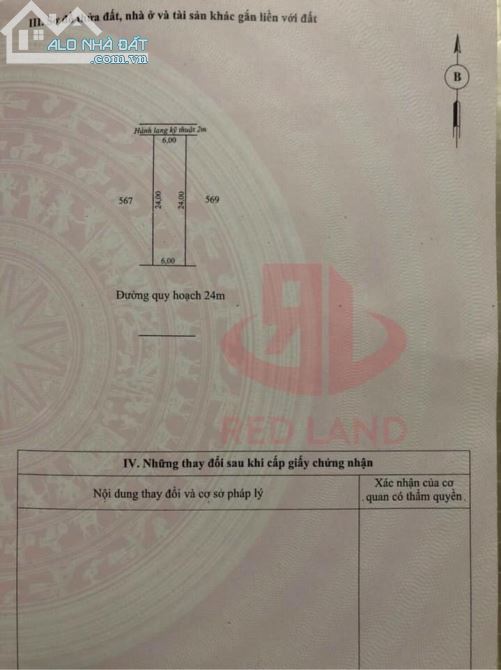 III. Sơ đồ thửa đất, nhà ở và tài sản khác gắn liền với đất
ALO NHÀ ĐẤT
.com.vn
B
Hành lang kỹ thuật 2m
6,00
567
24,00
24,00
569
6,00
Đường quy hoạch 24m
RED LAND
IV. Những thay đổi sau khi cấp giấy chứng nhận
Nội dung thay đổi và cơ sở pháp lý
Xác nhận của cơ
quan có thẩm quyền